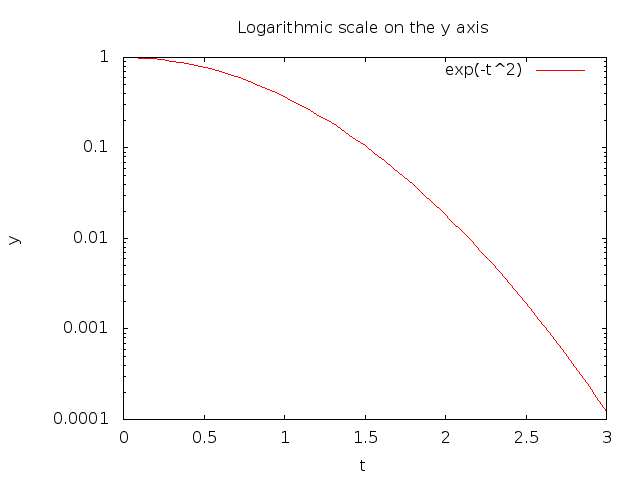 Logarithmic scale on the y axis
exp(-t^2)
1
0.1
0.01
0.001
0.0001
y
0 0.5 1 1.5 2 2.5 3
t